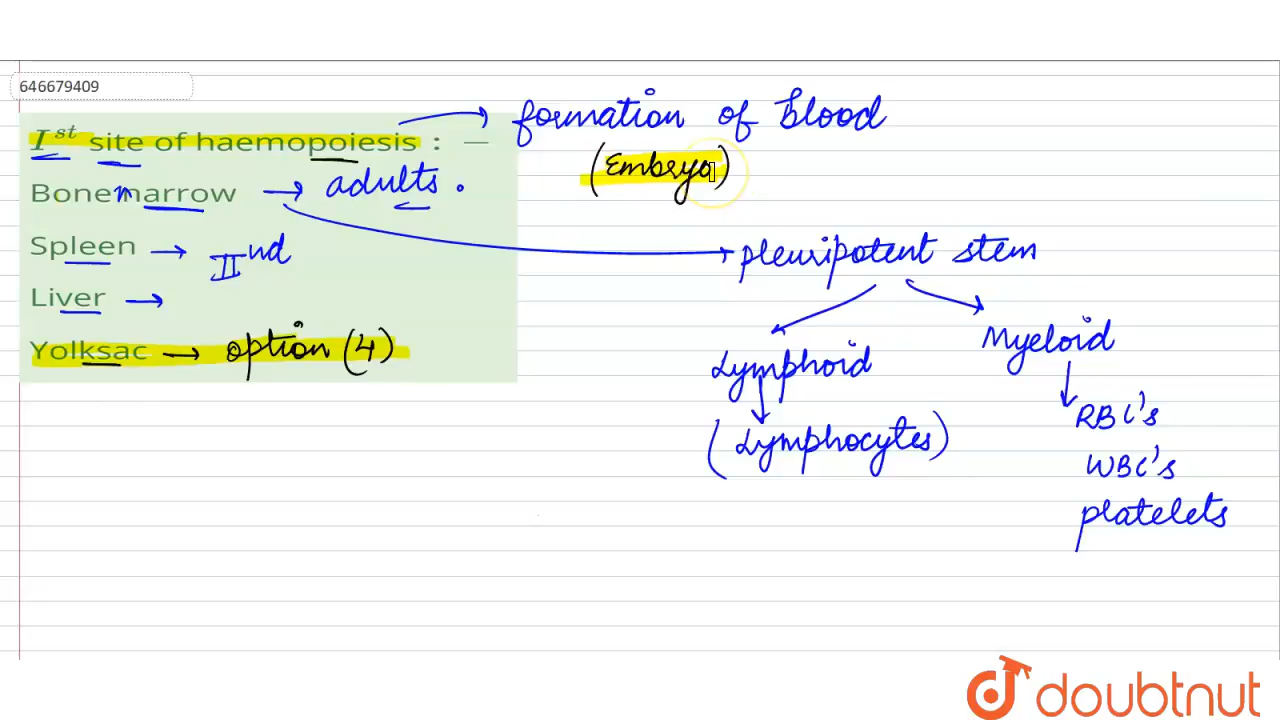 646679409
Iˢᵗ site of haemopoiesis : — → formation of blood
(Embryo)
Bonemarrow → adults.
Spleen → IInd
pleuripotent stem
Liver →
Yolksac → option (4)
Lymphoid
Myeloid
(Lymphocytes)
RBC's
WBC's
platelets
doubtnut